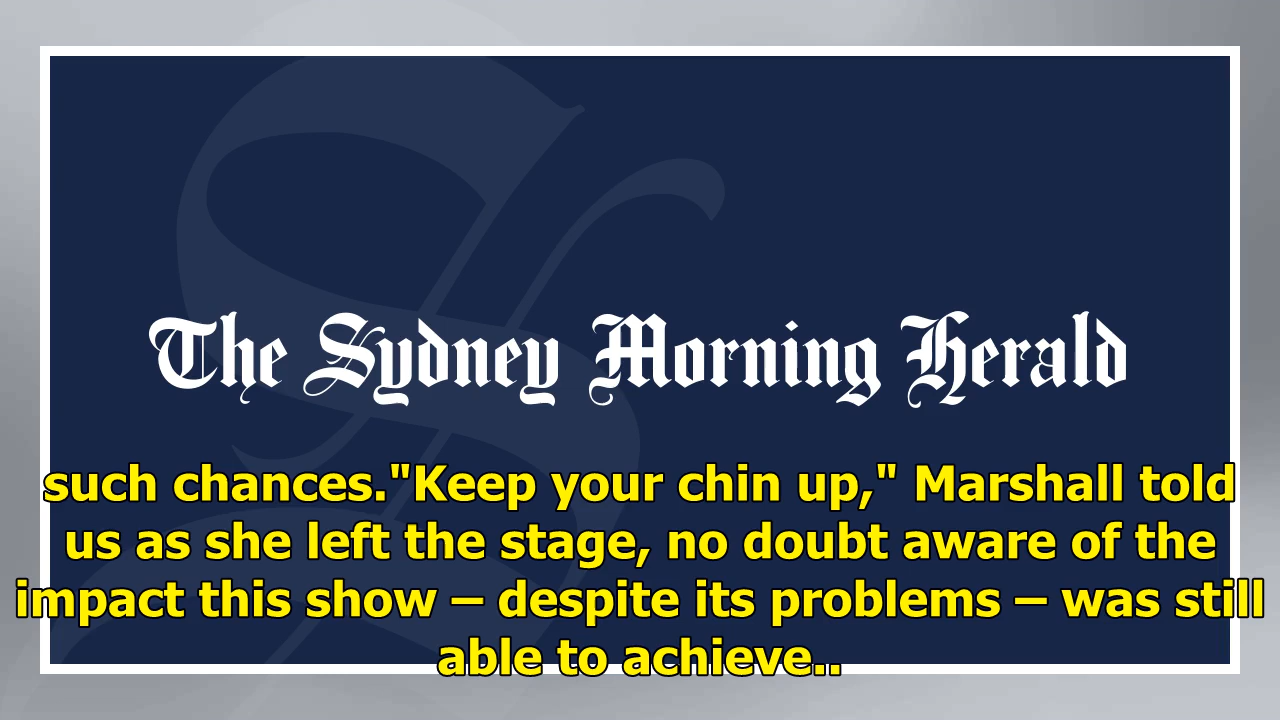 The Sydney Morning Herald
such chances."Keep your chin up," Marshall told
us as she left the stage, no doubt aware of the
impact this show – despite its problems – was still
able to achieve..